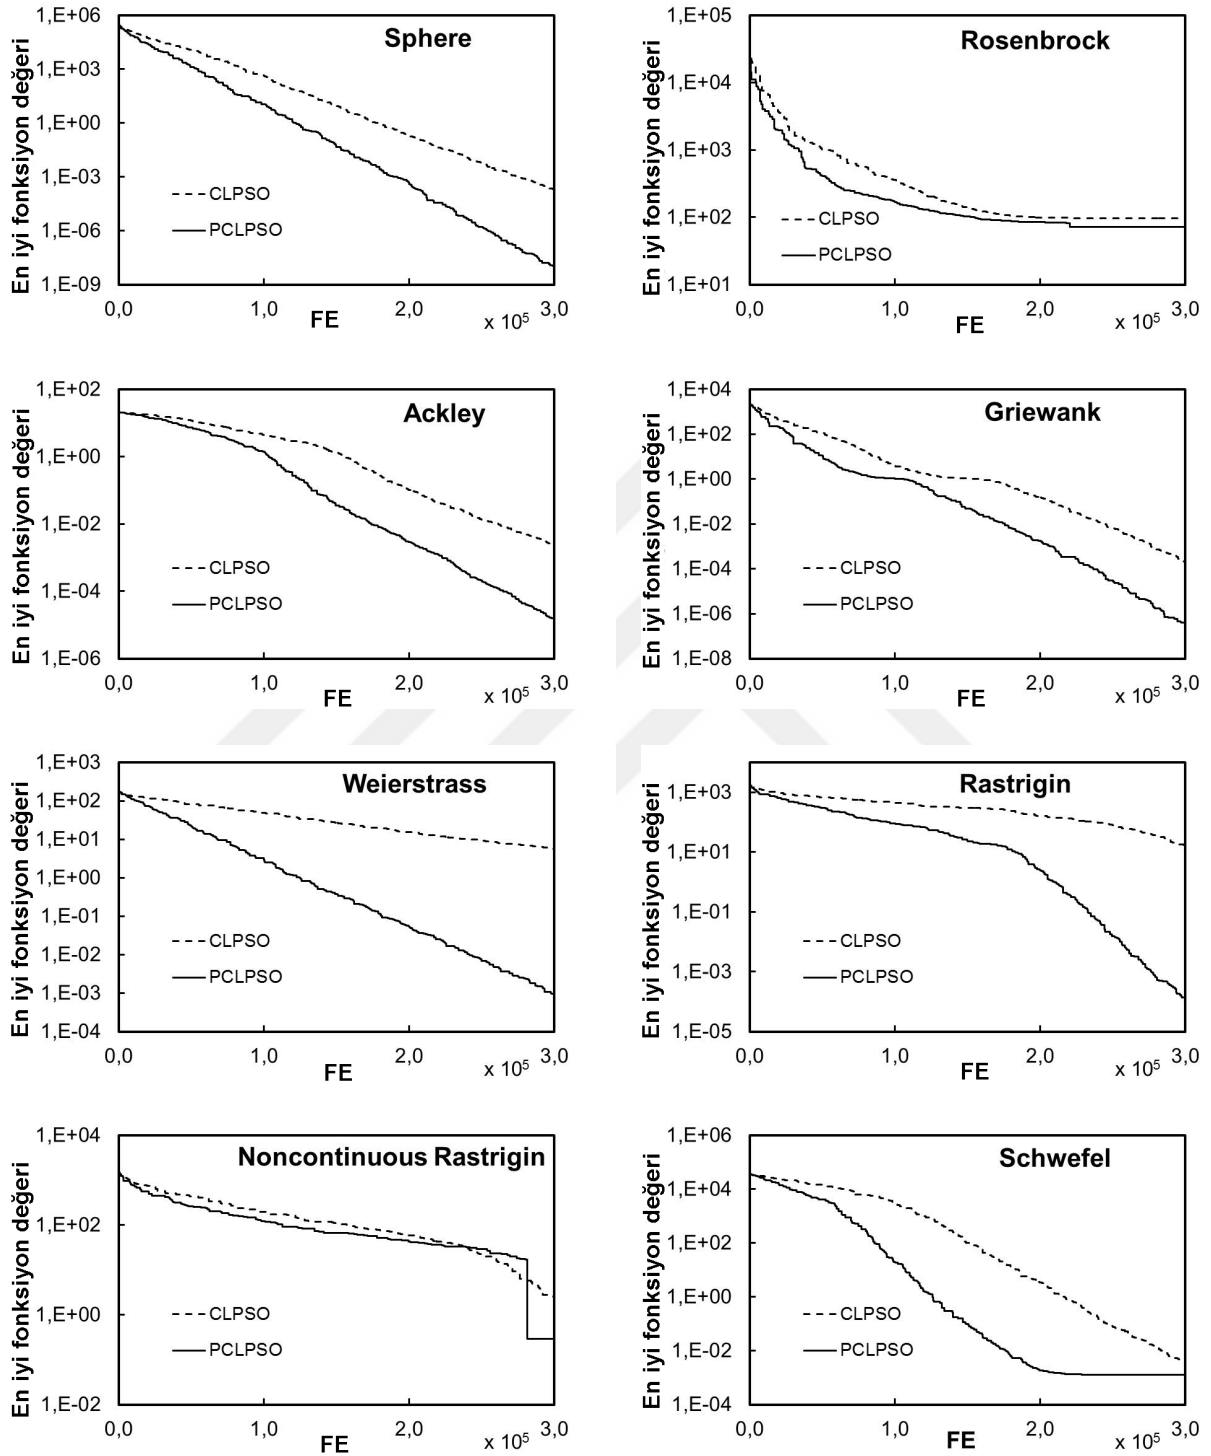 Sphere
En iyi fonksiyon değeri
1,E+06
1,E+03
1,E+00
1,E-03
1,E-06
1,E-09
CLPSO
PCLPSO
0,0 1,0 2,0 3,0
FE
x 10⁵
Rosenbrock
En iyi fonksiyon değeri
1,E+05
1,E+04
1,E+03
1,E+02
1,E+01
CLPSO
PCLPSO
0,0 1,0 2,0 3,0
FE
x 10⁵
Ackley
En iyi fonksiyon değeri
1,E+02
1,E+00
1,E-02
1,E-04
1,E-06
CLPSO
PCLPSO
0,0 1,0 2,0 3,0
FE
x 10⁵
Griewank
En iyi fonksiyon değeri
1,E+04
1,E+02
1,E+00
1,E-02
1,E-04
1,E-06
1,E-08
CLPSO
PCLPSO
0,0 1,0 2,0 3,0
FE
x 10⁵
Weierstrass
En iyi fonksiyon değeri
1,E+03
1,E+02
1,E+01
1,E+00
1,E-01
1,E-02
1,E-03
1,E-04
CLPSO
PCLPSO
0,0 1,0 2,0 3,0
FE
x 10⁵
Rastrigin
En iyi fonksiyon değeri
1,E+03
1,E+01
1,E-01
1,E-03
1,E-05
CLPSO
PCLPSO
0,0 1,0 2,0 3,0
FE
x 10⁵
Noncontinuous Rastrigin
En iyi fonksiyon değeri
1,E+04
1,E+02
1,E+00
1,E-02
CLPSO
PCLPSO
0,0 1,0 2,0 3,0
FE
x 10⁵
Schwefel
En iyi fonksiyon değeri
1,E+06
1,E+04
1,E+02
1,E+00
1,E-02
1,E-04
CLPSO
PCLPSO
0,0 1,0 2,0 3,0
FE
x 10⁵